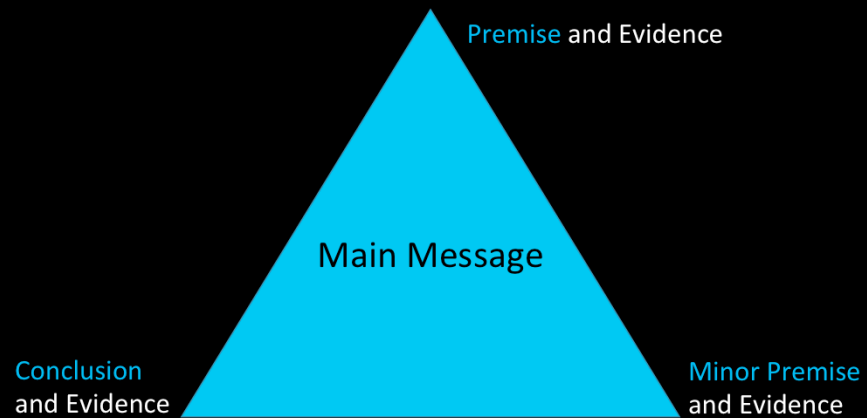 Premise and Evidence
Main Message
Conclusion
and Evidence
Minor Premise
and Evidence